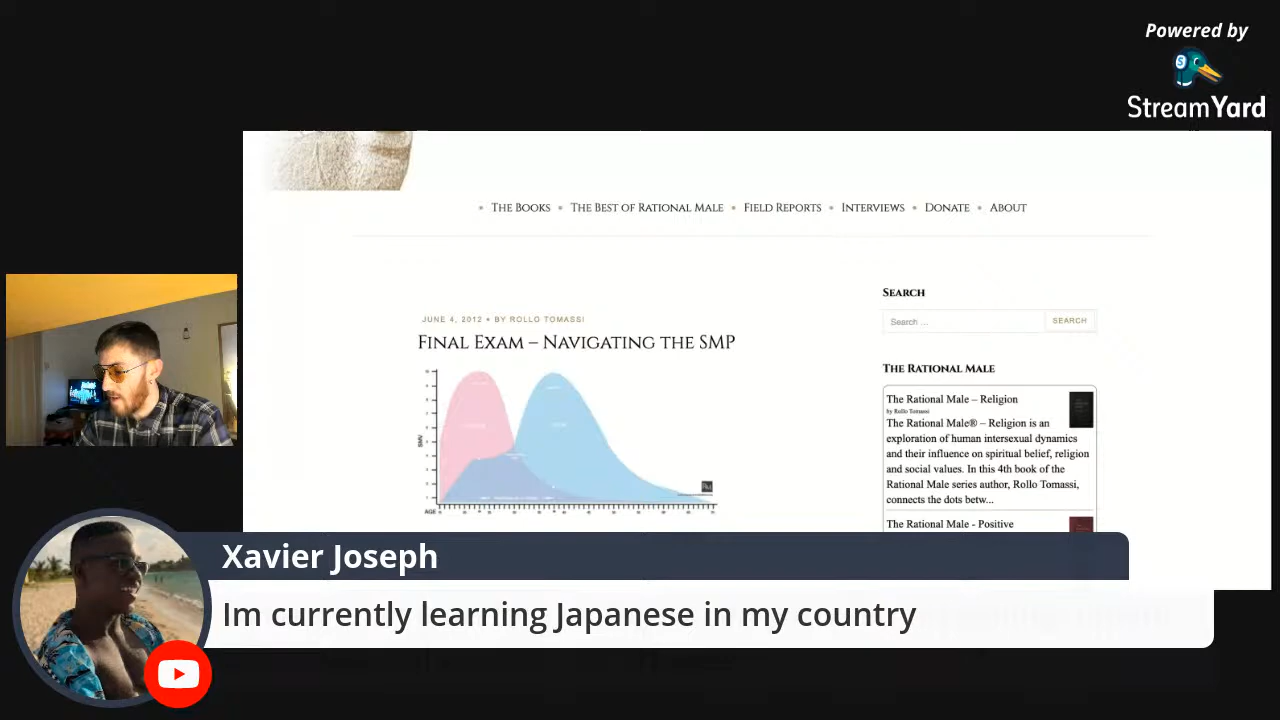 Powered by
StreamYard
• THE BOOKS • THE BEST OF RATIONAL MALE • FIELD REPORTS • INTERVIEWS • DONATE • ABOUT
JUNE 4, 2012 • BY ROLLO TOMASSI
FINAL EXAM – NAVIGATING THE SMP
SMV
AGE
SEARCH
Search ...
SEARCH
THE RATIONAL MALE
The Rational Male – Religion
by Rollo Tomassi
The Rational Male® – Religion is an
exploration of human intersexual dynamics
and their influence on spiritual belief, religion
and social values. In this 4th book of the
Rational Male series author, Rollo Tomassi,
connects the dots betw...
The Rational Male - Positive
Xavier Joseph
Im currently learning Japanese in my country